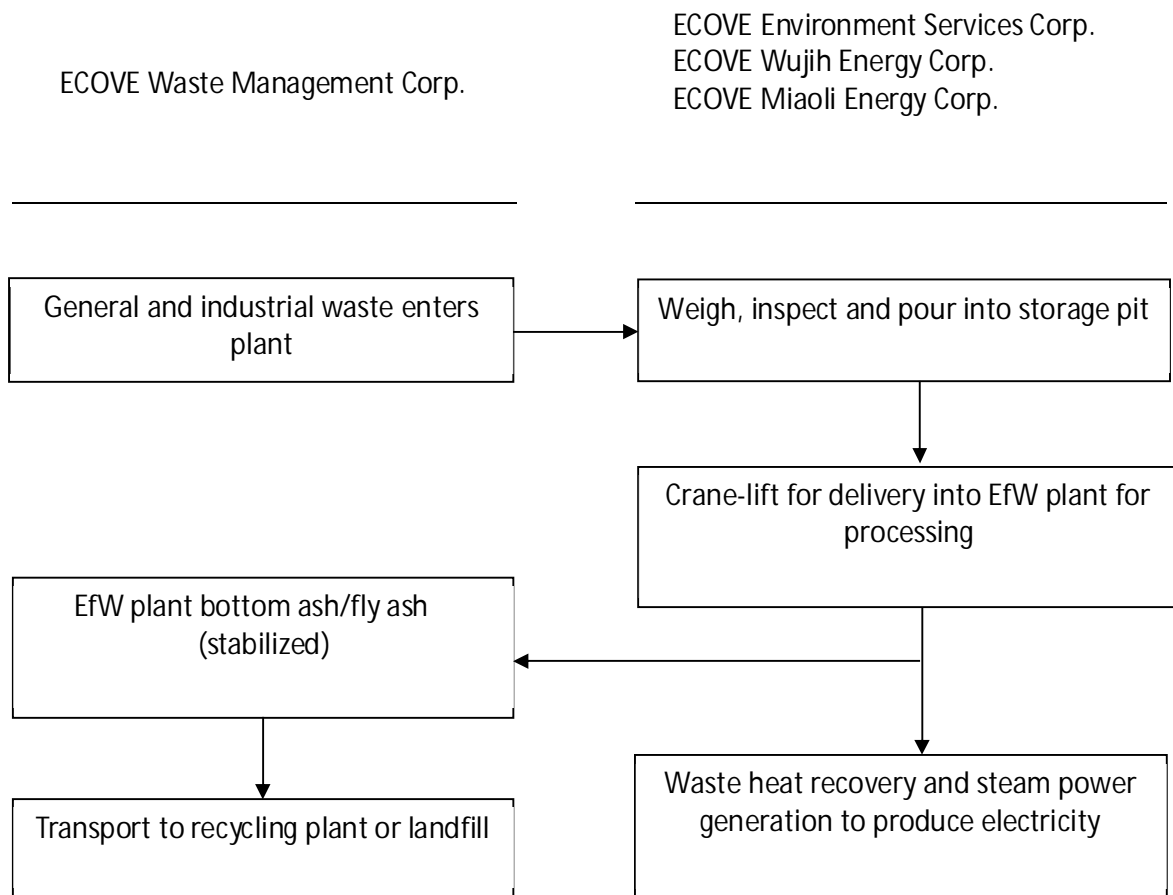 ECOVE Waste Management Corp.
ECOVE Environment Services Corp.
ECOVE Wujih Energy Corp.
ECOVE Miaoli Energy Corp.
General and industrial waste enters
plant
Weigh, inspect and pour into storage pit
Crane-lift for delivery into EfW plant for
processing
EfW plant bottom ash/fly ash
(stabilized)
Waste heat recovery and steam power
generation to produce electricity
Transport to recycling plant or landfill